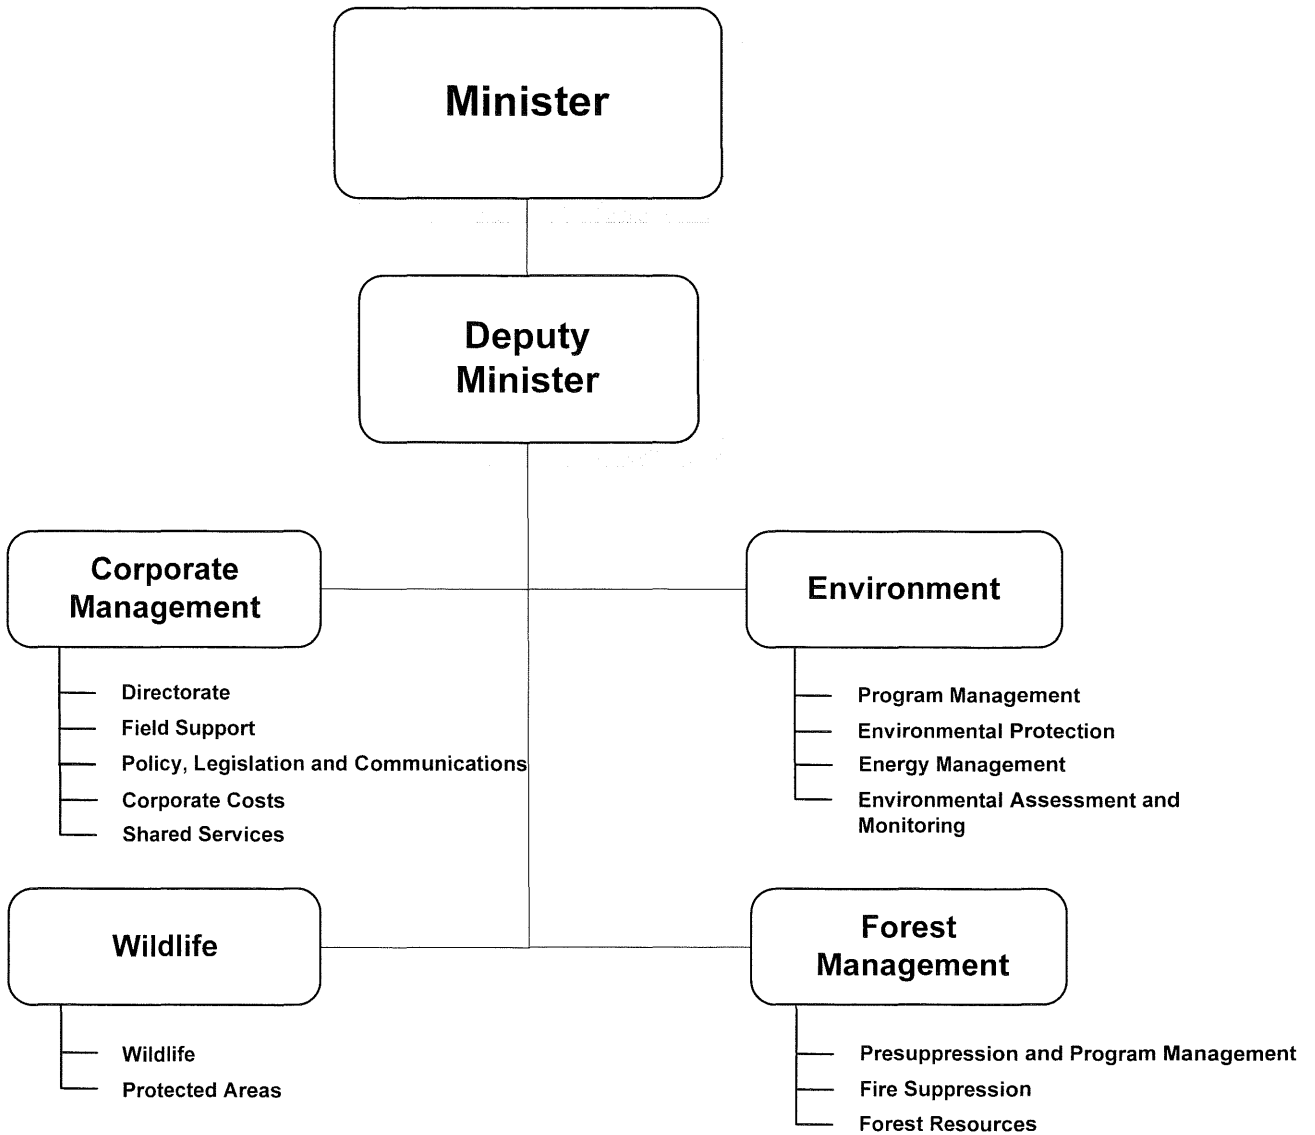 Minister
Deputy
Minister
Corporate
Management
Directorate
Field Support
Policy, Legislation and Communications
Corporate Costs
Shared Services
Environment
Program Management
Environmental Protection
Energy Management
Environmental Assessment and
Monitoring
Wildlife
Wildlife
Protected Areas
Forest
Management
Presuppression and Program Management
Fire Suppression
Forest Resources